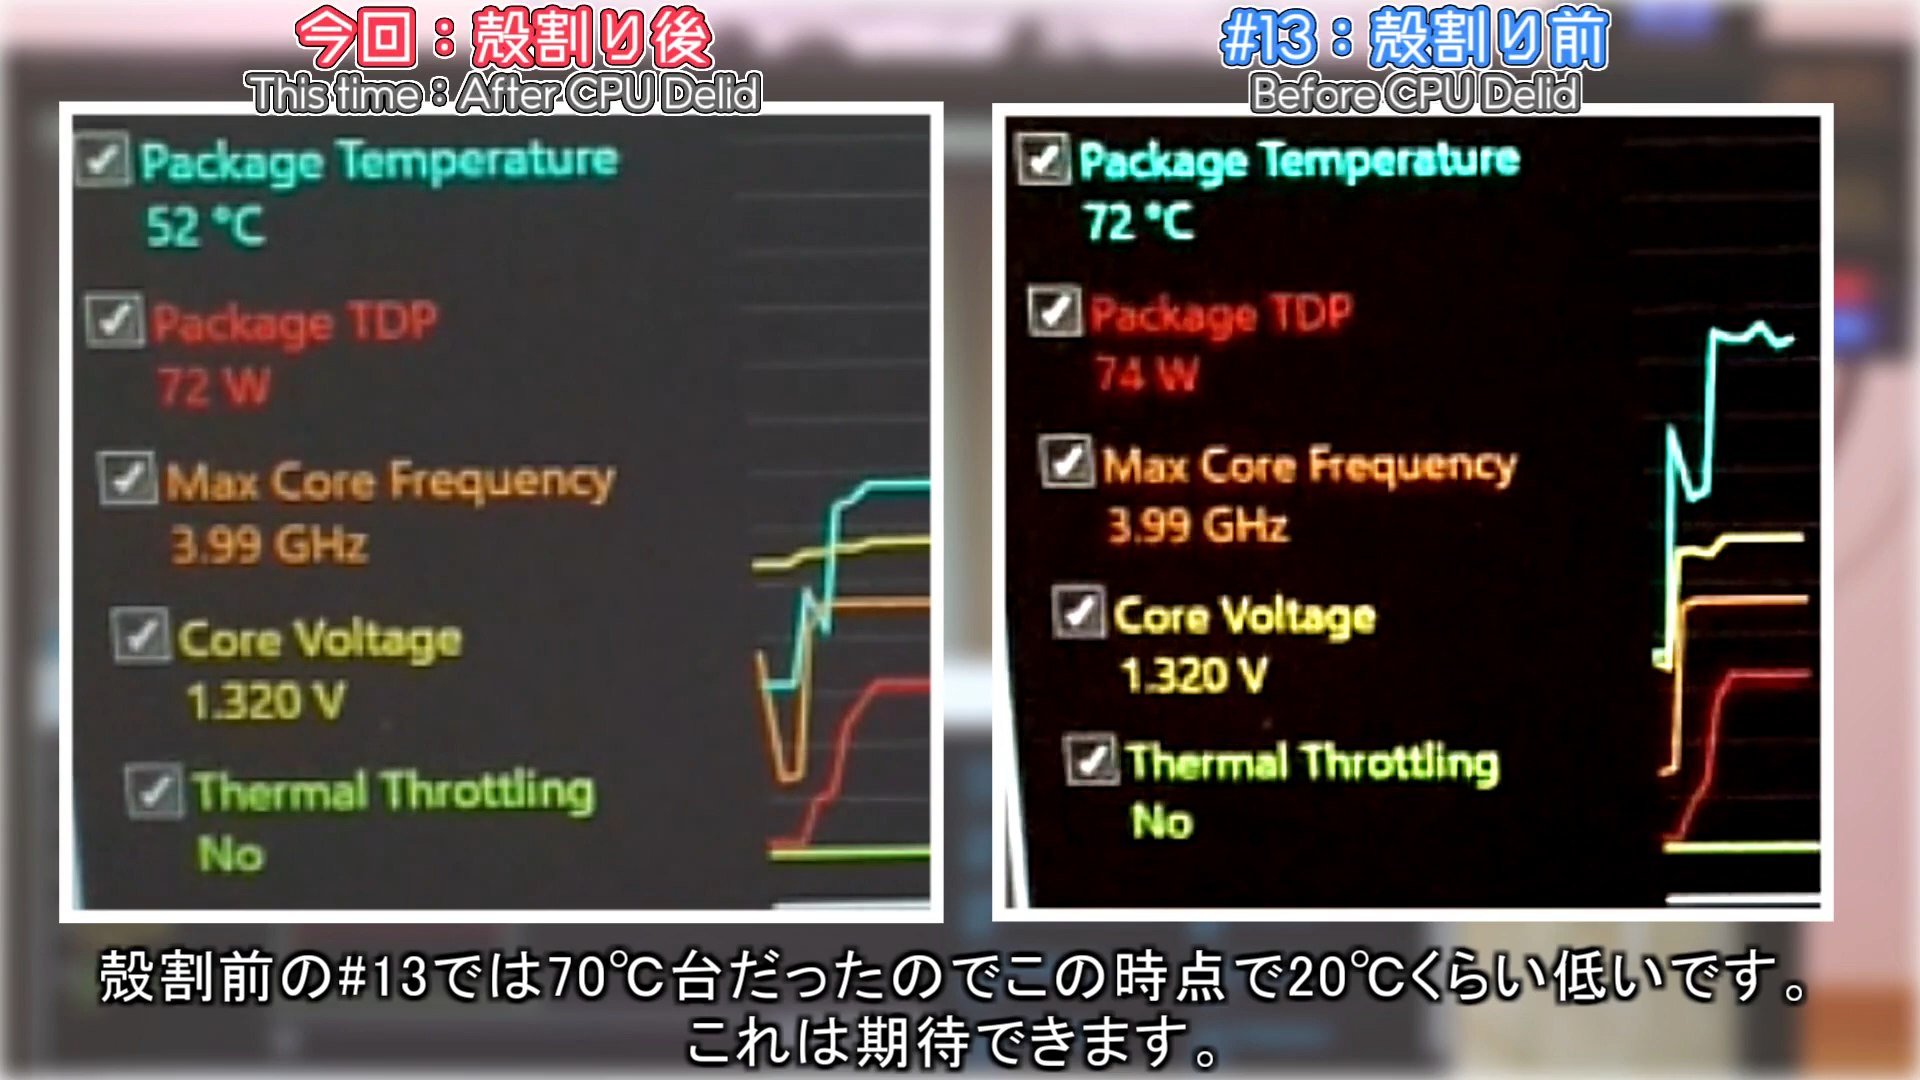 今回：殻割り後
This time：After CPU Delid
Package Temperature
52 °C
Package TDP
72 W
Max Core Frequency
3.99 GHz
Core Voltage
1.320 V
Thermal Throttling
No
#13：殻割り前
Before CPU Delid
Package Temperature
72 °C
Package TDP
74 W
Max Core Frequency
3.99 GHz
Core Voltage
1.320 V
Thermal Throttling
No
殻割前の#13では70℃台だったのでこの時点で20℃くらい低いです。
これは期待できます。